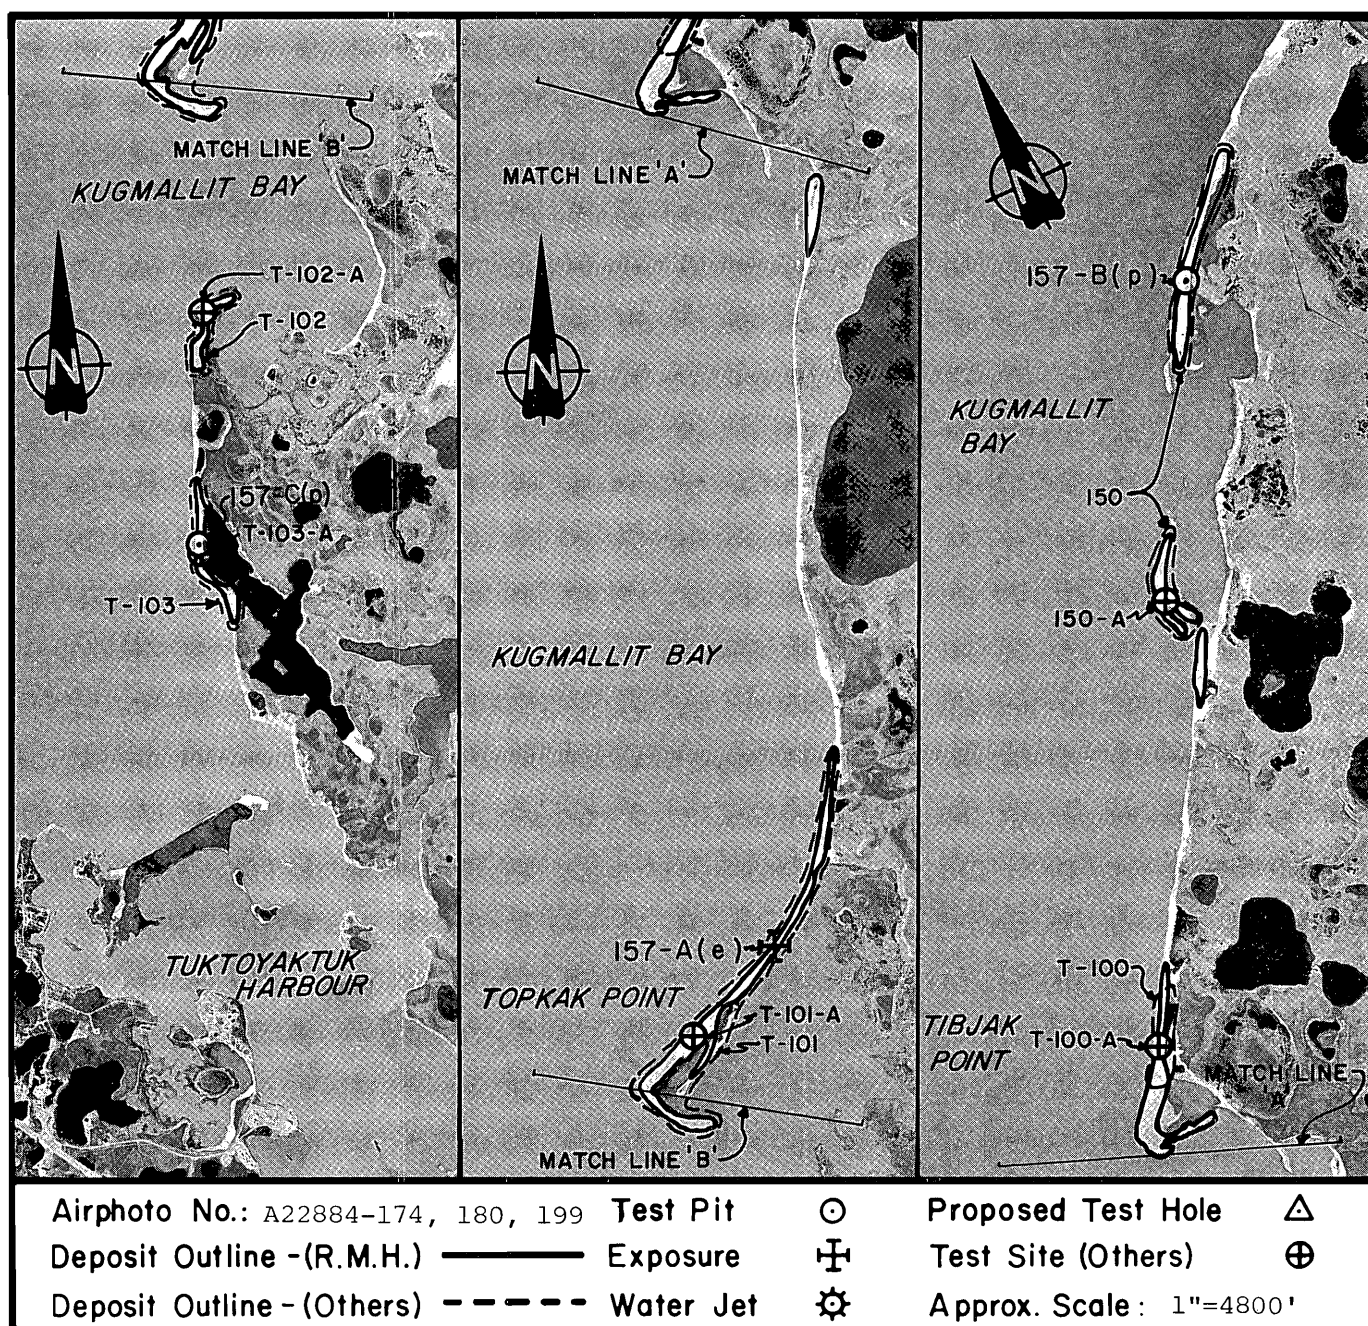 MATCH LINE 'B'
KUGMALLIT BAY
T-102-A
T-102
N
157-C(p)
T-103-A
T-103
TUKTOYAKTUK
HARBOUR
MATCH LINE 'A'
N
KUGMALLIT BAY
157-A(e)
TOPKAK POINT
T-101-A
T-101
MATCH LINE 'B'
N
157-B(p)
KUGMALLIT
BAY
150
150-A
T-100
TIBJAK
POINT
T-100-A
MATCH LINE
'A'
Airphoto No.: A22884-174, 180, 199 Test Pit Proposed Test Hole
Deposit Outline -(R.M.H.) Exposure Test Site (Others)
Deposit Outline -(Others) Water Jet Approx. Scale: 1"=4800'